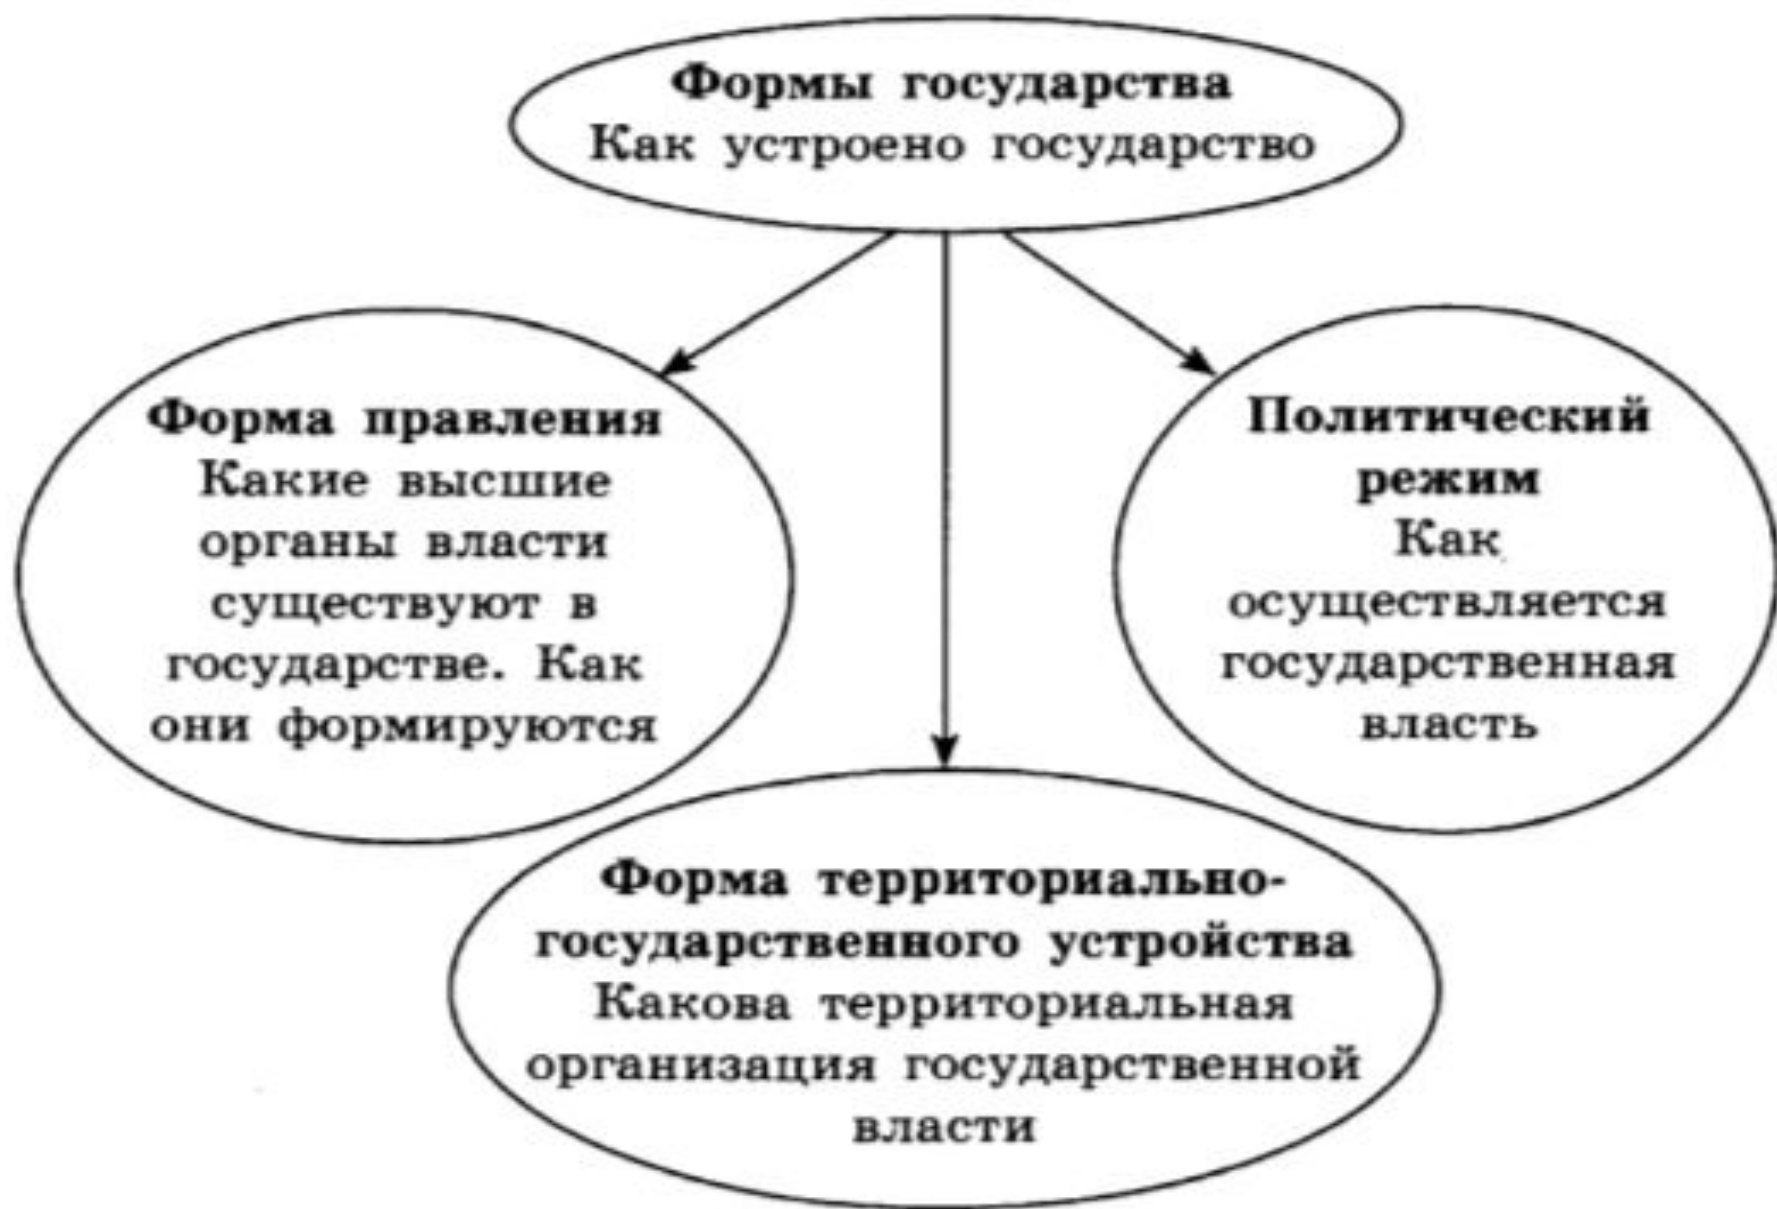 Формы государства
Как устроено государство
Форма правления
Какие высшие
органы власти
существуют в
государстве. Как
они формируются
Политический
режим
Как
осуществляется
государственная
власть
Форма территориально-
государственного устройства
Какова территориальная
организация государственной
власти